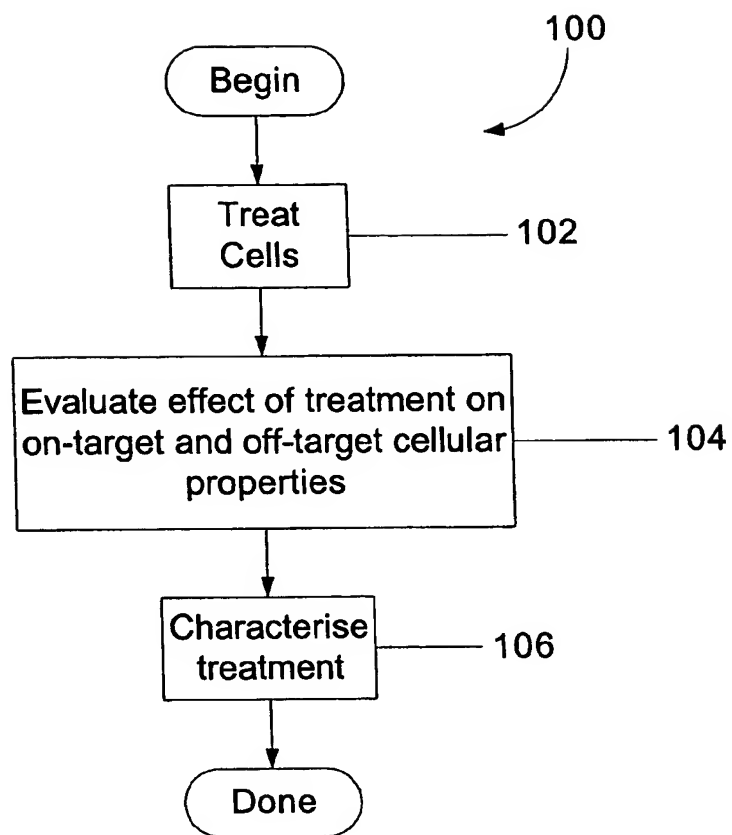 100
Begin
Treat
Cells
102
Evaluate effect of treatment on
on-target and off-target cellular
properties
104
Characterise
treatment
106
Done